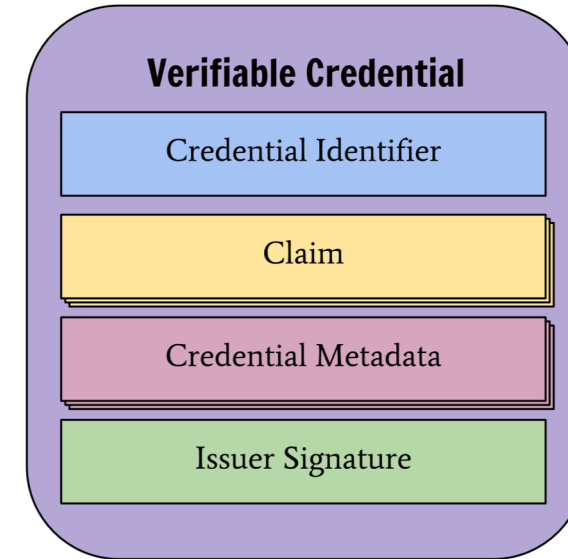 Verifiable Credential
Credential Identifier
Claim
Credential Metadata
Issuer Signature